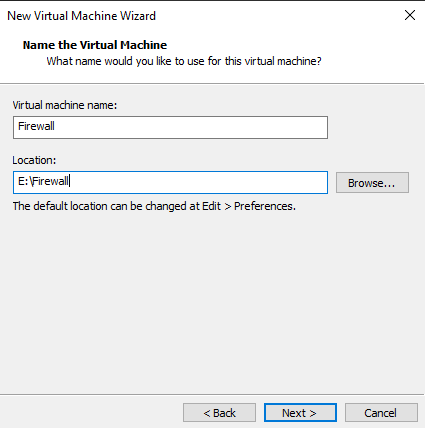 New Virtual Machine Wizard
Name the Virtual Machine
What name would you like to use for this virtual machine?
Virtual machine name:
Firewall
Location:
E:\Firewall
Browse...
The default location can be changed at Edit > Preferences.
< Back
Next >
Cancel